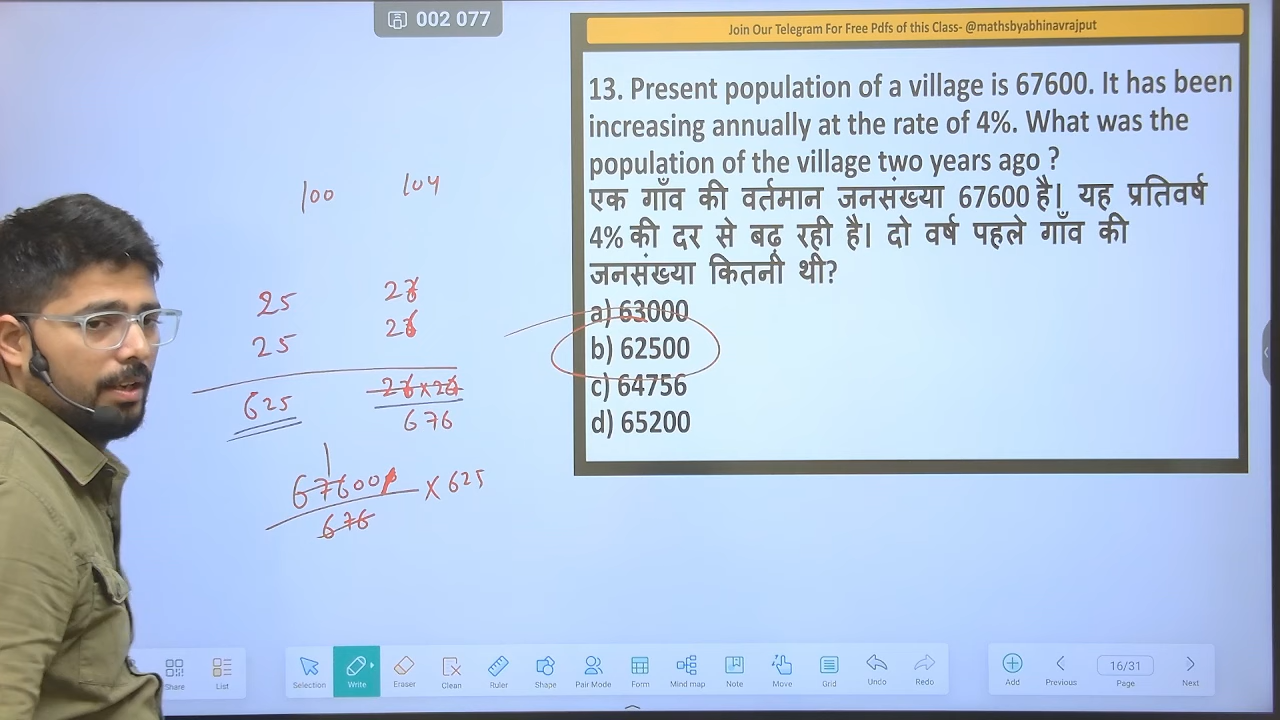 002 077
Join Our Telegram For Free Pdfs of this Class- @mathsbyabhinavrajput
13. Present population of a village is 67600. It has been
increasing annually at the rate of 4%. What was the
population of the village two years ago ?
एक गाँव की वर्तमान जनसंख्या 67600 है। यह प्रतिवर्ष
4% की दर से बढ़ रही है। दो वर्ष पहले गाँव की
जनसंख्या कितनी थी?
a) 63000
b) 62500
c) 64756
d) 65200
100 104
25 26
25 26
625 26 x 26
676
1
67600 x 625
676
Share
List
Selection
Write
Eraser
Clean
Ruler
Shape
Pair Mode
Form
Mind map
Note
Move
Grid
Undo
Redo
Add
Previous
16/31
Page
Next